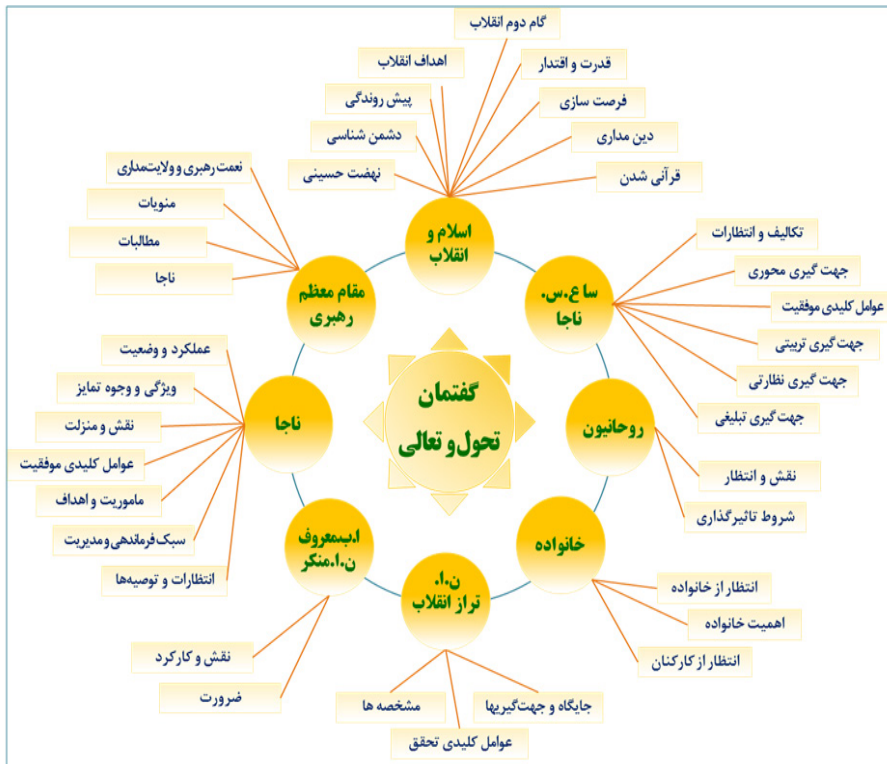 گام دوم انقلاب
اهداف انقلاب
قدرت و اقتدار
پیش روندگی
فرصت سازی
دشمن شناسی
دین مداری
نهضت حسینی
قرآنی شدن
اسلام و
انقلاب
تکالیف و انتظارات
جهت گیری محوری
عوامل کلیدی موفقیت
جهت گیری تربیتی
جهت گیری نظارتی
جهت گیری تبلیغی
سا ع.س.
ناجا
روحانیون
نقش و انتظار
شروط تاثیرگذاری
خانواده
انتظار از خانواده
اهمیت خانواده
انتظار از کارکنان
ن.ا.
تراز انقلاب
جایگاه و جهت‌گیریها
عوامل کلیدی تحقق
مشخصه ها
ا.ب.معروف
ن.ا.منکر
نقش و کارکرد
ضرورت
ناجا
عملکرد و وضعیت
ویژگی و وجوه تمایز
نقش و منزلت
عوامل کلیدی موفقیت
ماموریت و اهداف
سبک فرماندهی و مدیریت
انتظارات و توصیه‌ها
مقام معظم
رهبری
نعمت رهبری و ولایت‌مداری
منویات
مطالبات
ناجا
گفتمان
تحول و تعالی